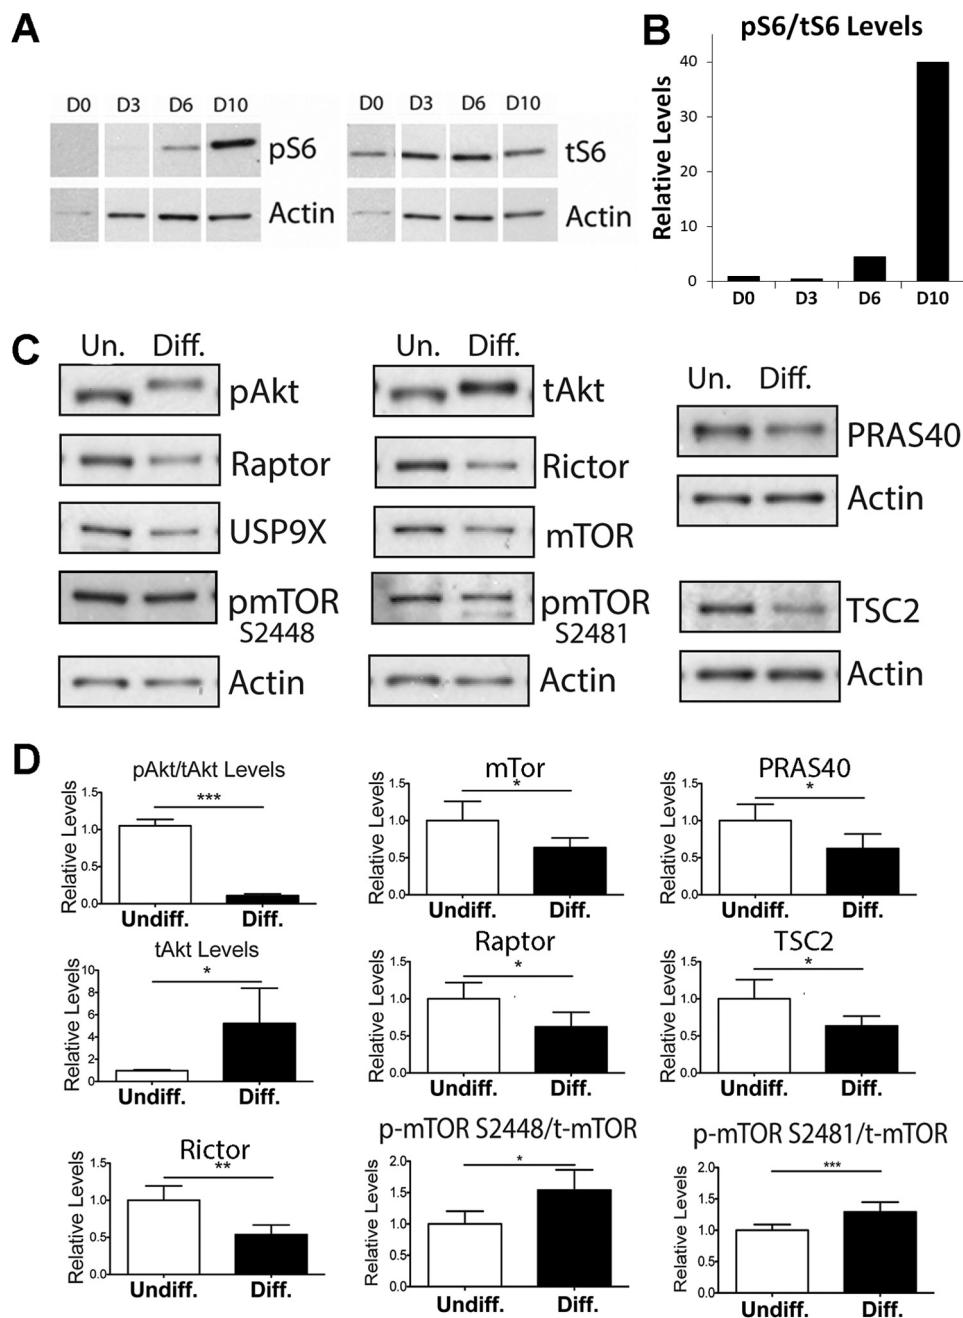 A
D0 D3 D6 D10
pS6
Actin
D0 D3 D6 D10
tS6
Actin
B
pS6/tS6 Levels
Relative Levels
40
30
20
10
0
D0 D3 D6 D10
C
Un. Diff.
pAkt
Raptor
USP9X
pmTOR
S2448
Actin
Un. Diff.
tAkt
Rictor
mTOR
pmTOR
S2481
Actin
Un. Diff.
PRAS40
Actin
TSC2
Actin
D
pAkt/tAkt Levels
Relative Levels
1.5
1.0
0.5
0.0
***
Undiff. Diff.
mTor
Relative Levels
1.5
1.0
0.5
0.0
*
Undiff. Diff.
PRAS40
Relative Levels
1.5
1.0
0.5
0.0
*
Undiff. Diff.
tAkt Levels
Relative Levels
10
8
6
4
2
0
*
Undiff. Diff.
Raptor
Relative Levels
1.5
1.0
0.5
0.0
*
Undiff. Diff.
TSC2
Relative Levels
1.5
1.0
0.5
0.0
*
Undiff. Diff.
Rictor
Relative Levels
1.5
1.0
0.5
0.0
**
Undiff. Diff.
p-mTOR S2448/t-mTOR
Relative Levels
2.0
1.5
1.0
0.5
0.0
*
Undiff. Diff.
p-mTOR S2481/t-mTOR
Relative Levels
2.0
1.5
1.0
0.5
0.0
***
Undiff. Diff.